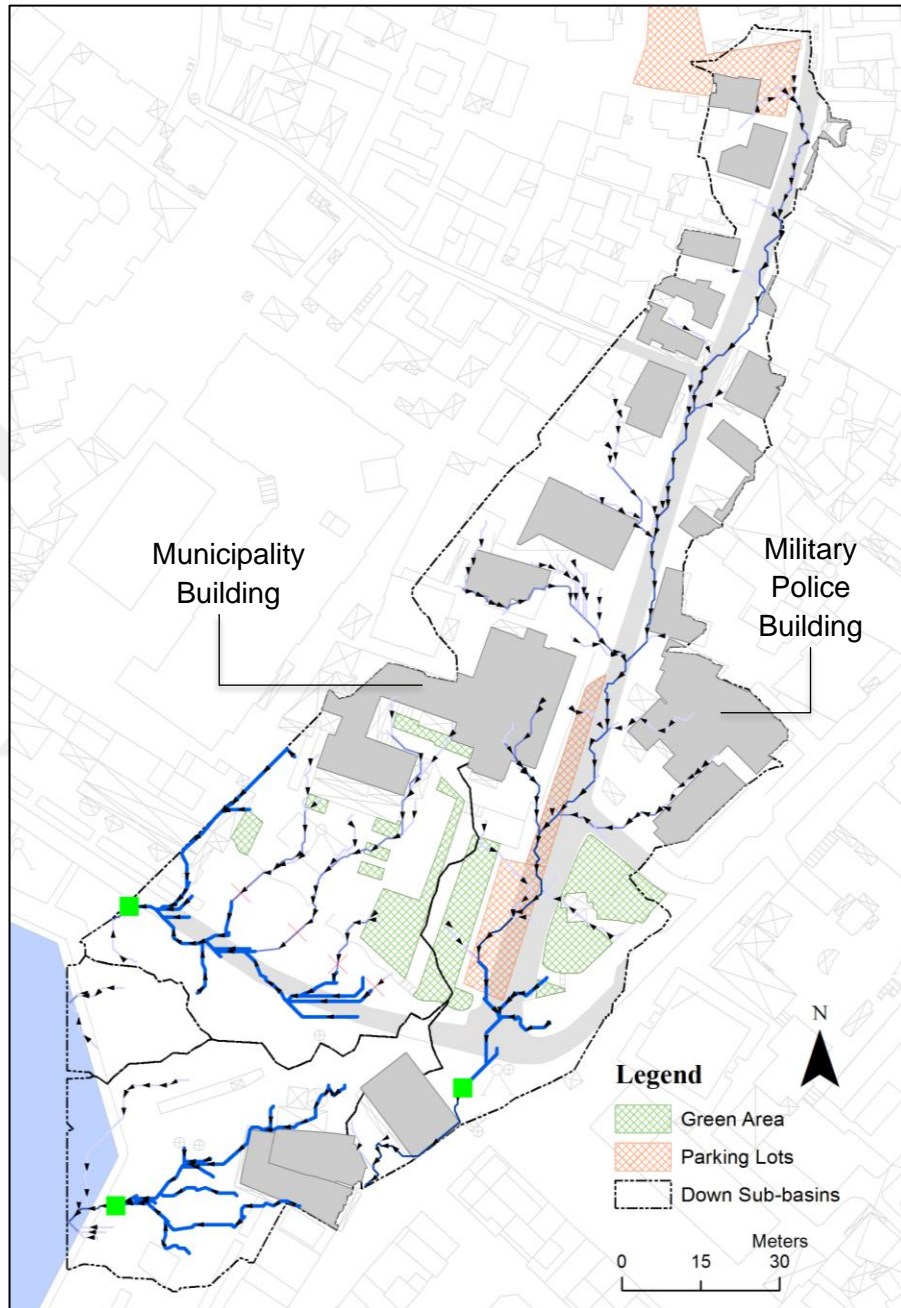 Municipality
Building
Military
Police
Building
N
Legend
Green Area
Parking Lots
Down Sub-basins
Meters
0 15 30